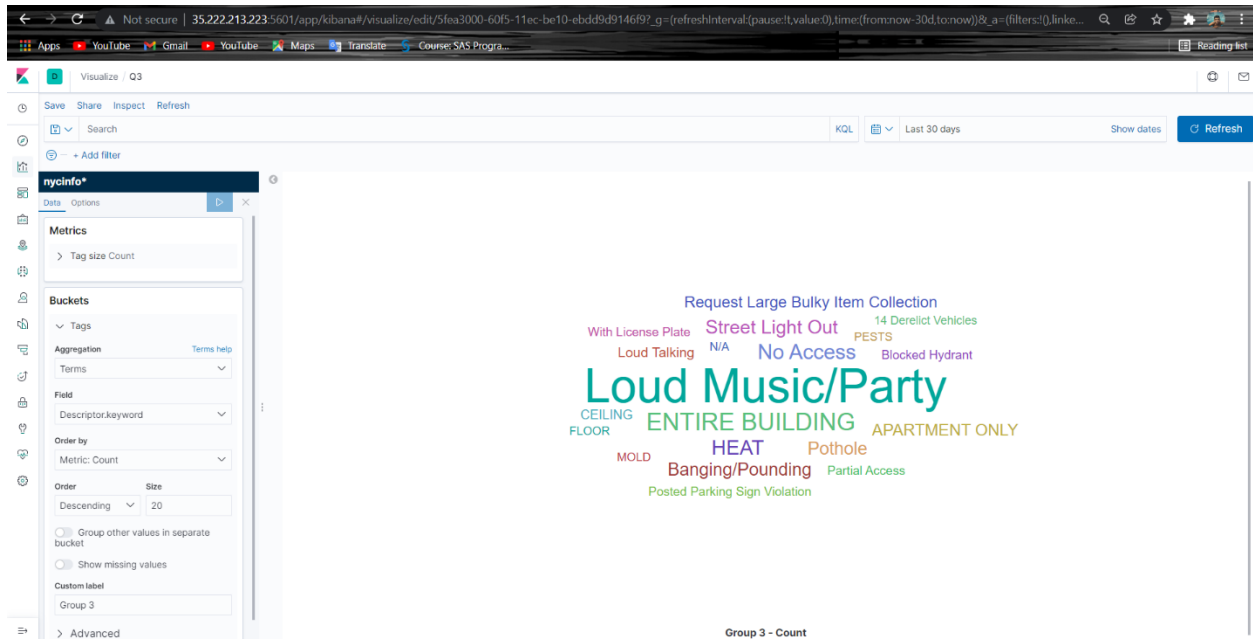 Not secure 35.222.213.223:5601/app/kibana#/visualize/edit/5fea3000-60f5-11ec-be10-ebdd9d9146f9?_g=(refreshInterval:(pause:!t,value:0),time:(from:now-30d,to:now))&_a=(filters:!(),linke...
Apps YouTube Gmail YouTube Maps Translate Course: SAS Progra... Reading list
D Visualize / Q3
Save Share Inspect Refresh
Search KQL Last 30 days Show dates Refresh
+ Add filter
nycinfo*
Data Options
Metrics
Tag size Count
Buckets
Tags
Aggregation Terms help
Terms
Field
Descriptor.keyword
Order by
Metric: Count
Order Size
Descending 20
Group other values in separate
bucket
Show missing values
Custom label
Group 3
Advanced
Request Large Bulky Item Collection
With License Plate Street Light Out 14 Derelict Vehicles
PESTS
Loud Talking N/A No Access Blocked Hydrant
Loud Music/Party
CEILING
FLOOR ENTIRE BUILDING APARTMENT ONLY
HEAT Pothole
MOLD
Banging/Pounding Partial Access
Posted Parking Sign Violation
Group 3 - Count